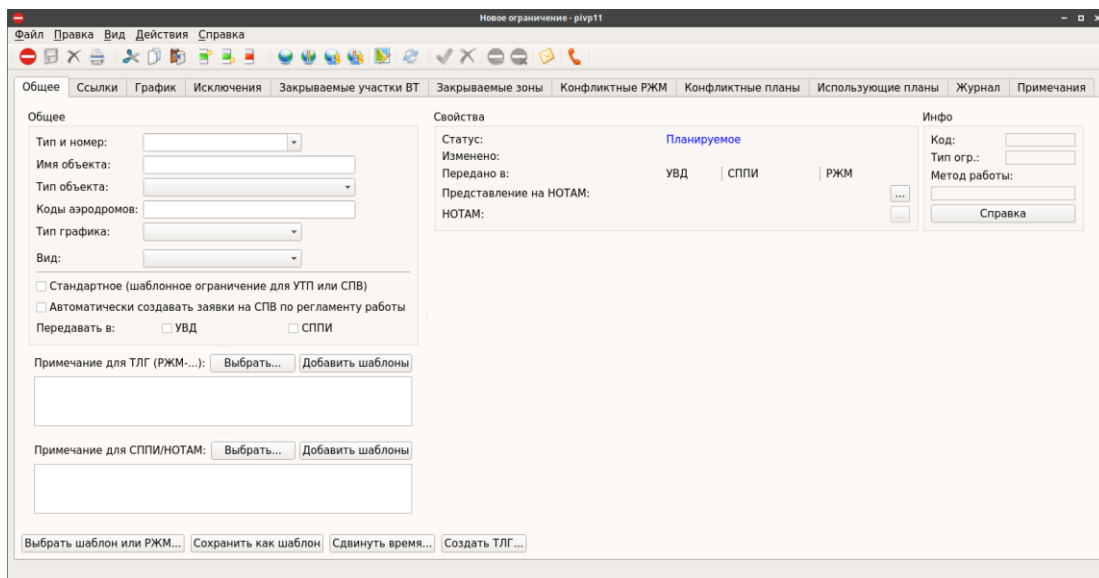 Новое ограничение - pivp11
Файл Правка Вид Действия Справка
Общее Ссылки График Исключения Закрываемые участки ВТ Закрываемые зоны Конфликтные РЖМ Конфликтные планы Использующие планы Журнал Примечания
Общее
Тип и номер:
Имя объекта:
Тип объекта:
Коды аэродромов:
Тип графика:
Вид:
Стандартное (шаблонное ограничение для УТП или СПВ)
Автоматически создавать заявки на СПВ по регламенту работы
Передавать в: УВД СППИ
Примечание для ТЛГ (РЖМ-...): Выбрать... Добавить шаблоны
Примечание для СППИ/НОТАМ: Выбрать... Добавить шаблоны
Свойства
Статус: Планируемое
Изменено:
Передано в: УВД СППИ РЖМ
Представление на НОТАМ: ...
НОТАМ: ...
Инфо
Код:
Тип огр.:
Метод работы:
Справка
Выбрать шаблон или РЖМ... Сохранить как шаблон Сдвинуть время... Создать ТЛГ...